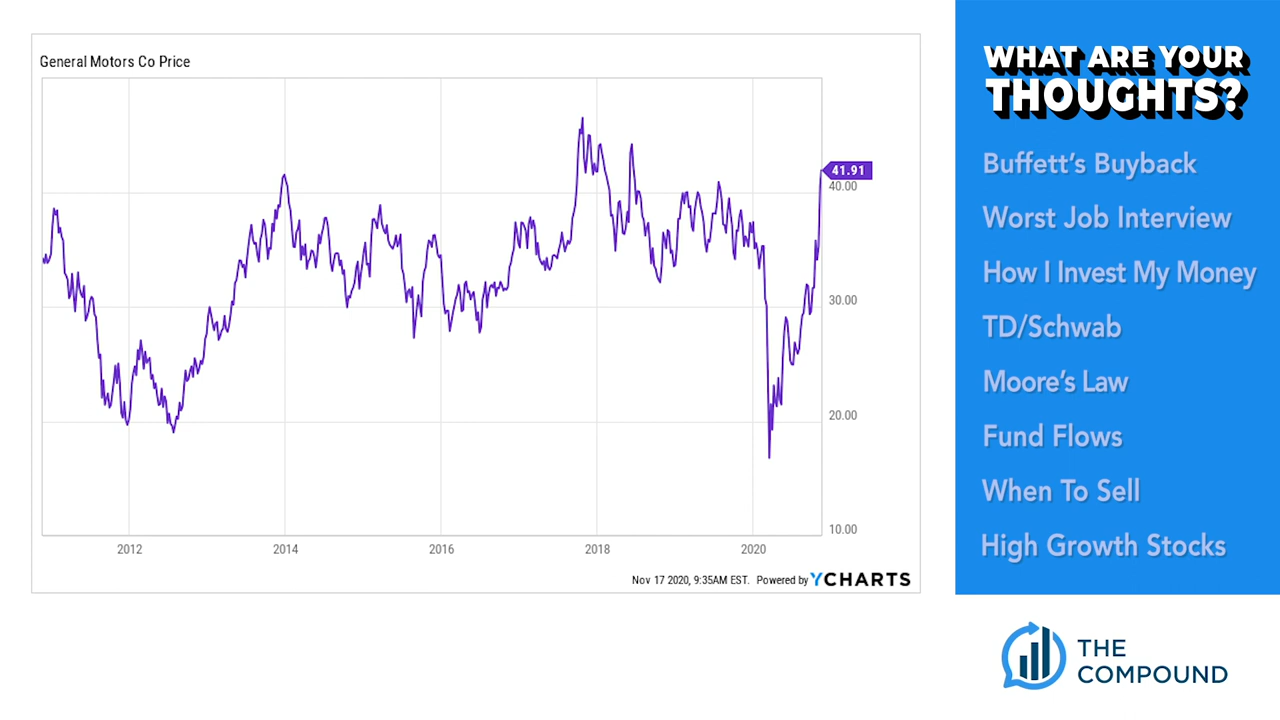 General Motors Co Price
41.91
40.00
30.00
20.00
10.00
2012 2014 2016 2018 2020
Nov 17 2020, 9:35AM EST. Powered by YCHARTS
WHAT ARE YOUR
THOUGHTS?
Buffett's Buyback
Worst Job Interview
How I Invest My Money
TD/Schwab
Moore's Law
Fund Flows
When To Sell
High Growth Stocks
THE
COMPOUND